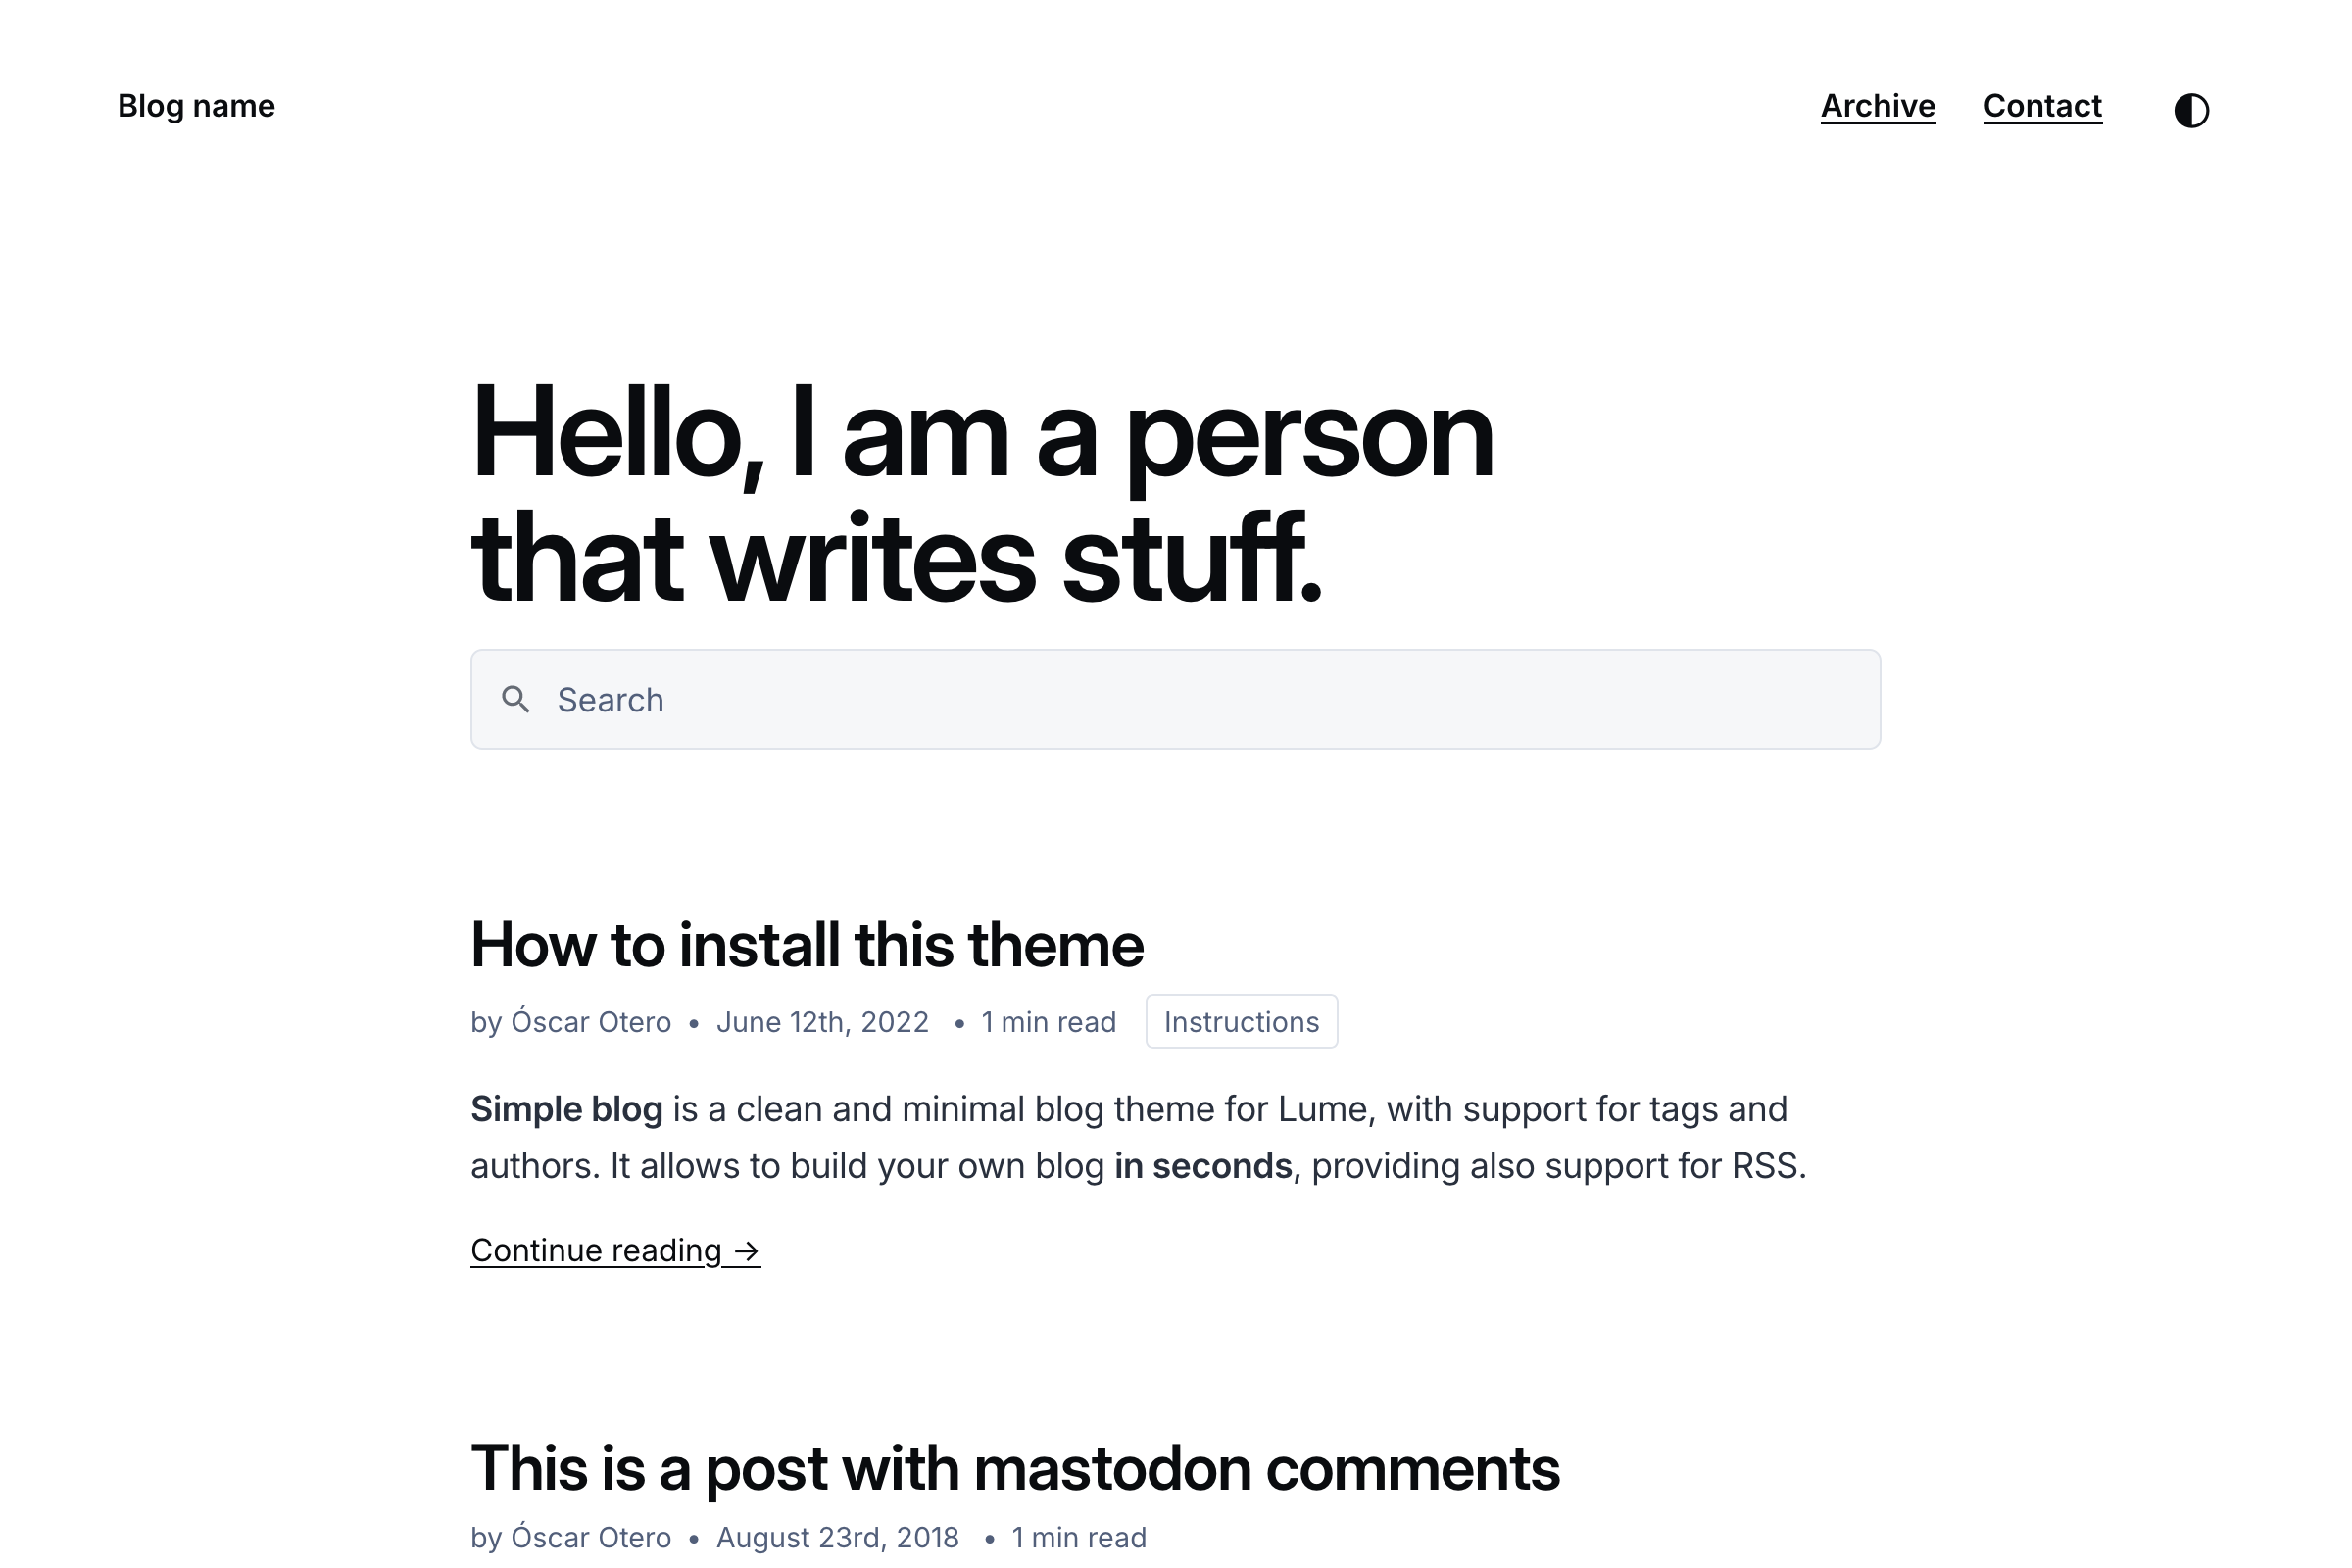 Blog name
Archive Contact
Hello, I am a person
that writes stuff.
Search
How to install this theme
by Óscar Otero • June 12th, 2022 • 1 min read Instructions
Simple blog is a clean and minimal blog theme for Lume, with support for tags and
authors. It allows to build your own blog in seconds, providing also support for RSS.
Continue reading →
This is a post with mastodon comments
by Óscar Otero • August 23rd, 2018 • 1 min read